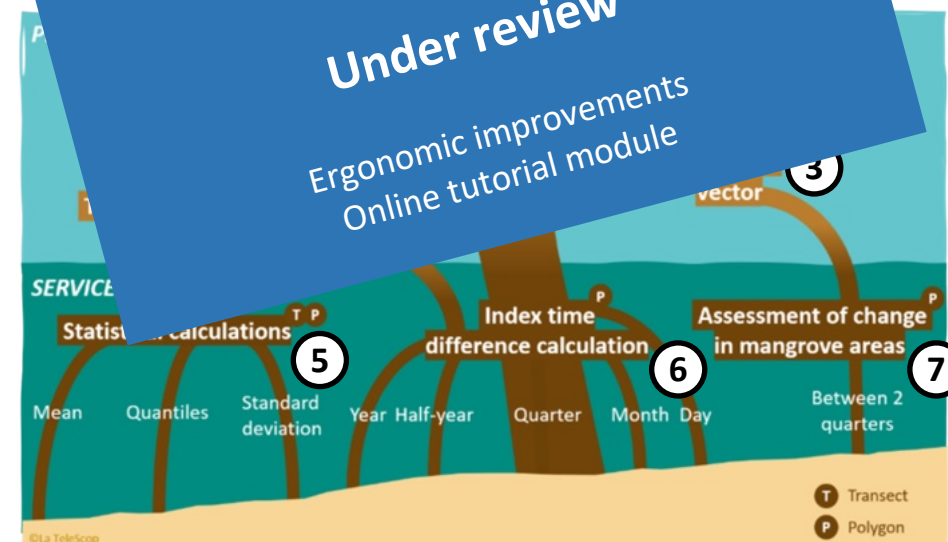 Under review
Ergonomic improvements
Online tutorial module
3
vector
SERVICE
T P
calculations
5
P
Index time
difference calculation
6
P
Assessment of change
in mangrove areas
7
Mean
Quantiles
Standard
deviation
Year
Half-year
Quarter
Month
Day
Between 2
quarters
T Transect
P Polygon
©La TeleScop